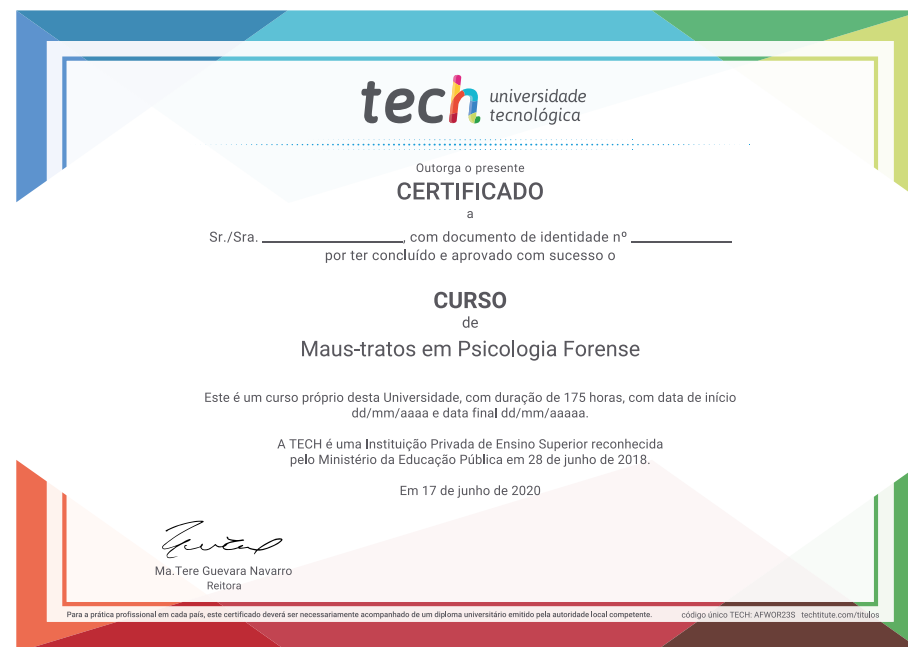 tech universidade
tecnológica
Outorga o presente
CERTIFICADO
a
Sr./Sra. ____________________, com documento de identidade nº ______________
por ter concluído e aprovado com sucesso o
CURSO
de
Maus-tratos em Psicologia Forense
Este é um curso próprio desta Universidade, com duração de 175 horas, com data de início
dd/mm/aaaa e data final dd/mm/aaaaa.
A TECH é uma Instituição Privada de Ensino Superior reconhecida
pelo Ministério da Educação Pública em 28 de junho de 2018.
Em 17 de junho de 2020
Ma.Tere Guevara Navarro
Reitora
Para a prática profissional em cada país, este certificado deverá ser necessariamente acompanhado de um diploma universitário emitido pela autoridade local competente. código único TECH: AFWOR23S techtitute.com/titulos